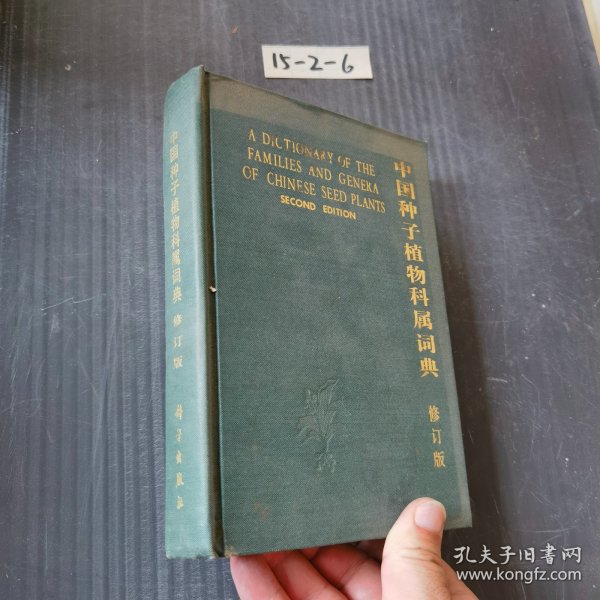 15-2-6
A DICTIONARY OF THE
FAMILIES AND GENERA
OF CHINESE SEED PLANTS
SECOND EDITION
中国种子植物科属词典
修订版
中国种子植物科属词典 修订版
科学出版社
孔夫子旧书网
www.kongfz.com